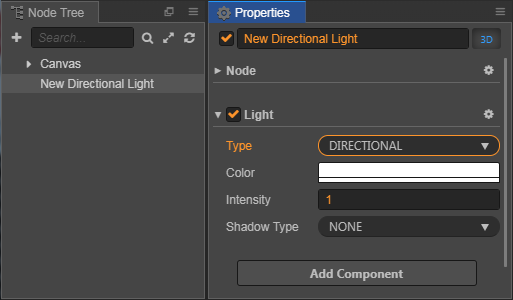 Node Tree
Search...
Canvas
New Directional Light
Properties
New Directional Light
3D
Node
Light
Type
DIRECTIONAL
Color
Intensity
1
Shadow Type
NONE
Add Component